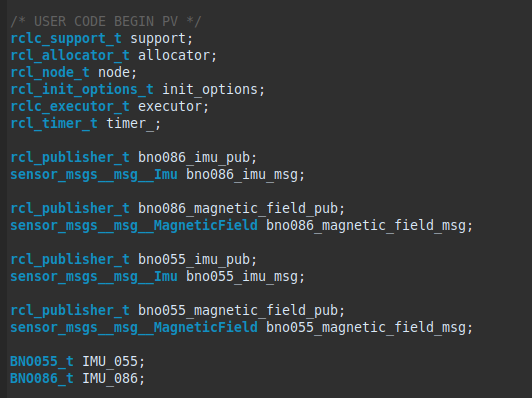 /* USER CODE BEGIN PV */
rclc_support_t support;
rcl_allocator_t allocator;
rcl_node_t node;
rcl_init_options_t init_options;
rclc_executor_t executor;
rcl_timer_t timer_;
rcl_publisher_t bno086_imu_pub;
sensor_msgs__msg__Imu bno086_imu_msg;
rcl_publisher_t bno086_magnetic_field_pub;
sensor_msgs__msg__MagneticField bno086_magnetic_field_msg;
rcl_publisher_t bno055_imu_pub;
sensor_msgs__msg__Imu bno055_imu_msg;
rcl_publisher_t bno055_magnetic_field_pub;
sensor_msgs__msg__MagneticField bno055_magnetic_field_msg;
BNO055_t IMU_055;
BNO086_t IMU_086;